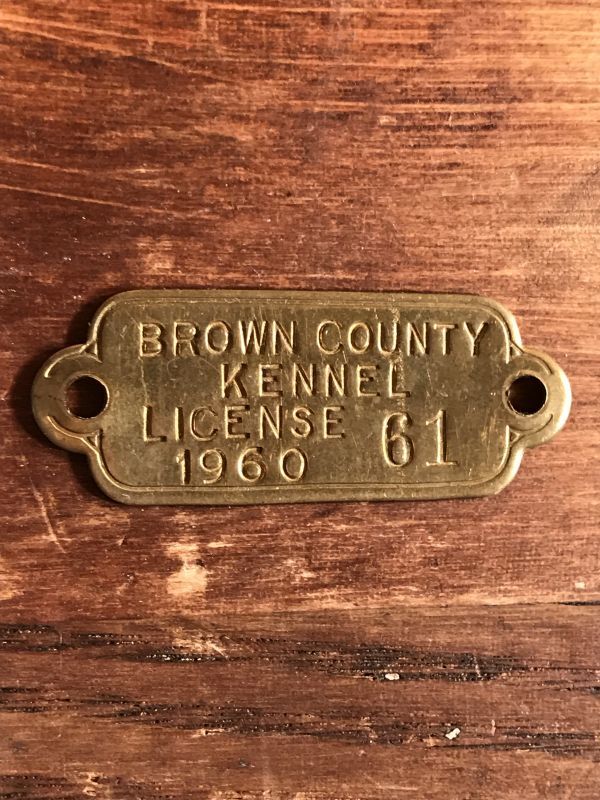 BROWN COUNTY
KENNEL
LICENSE 61
1960